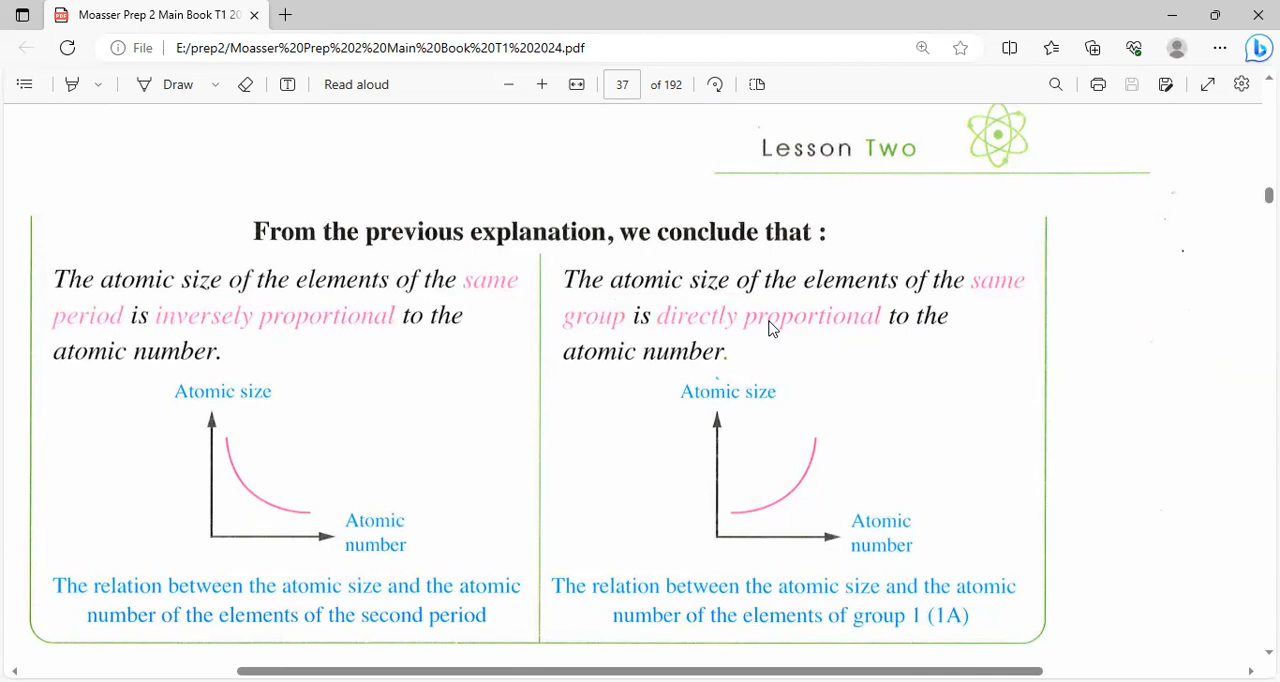 Moasser Prep 2 Main Book T1 20
File
E:/prep2/Moasser%20Prep%202%20Main%20Book%20T1%202024.pdf
Draw
Read aloud
37
of 192
Lesson Two
From the previous explanation, we conclude that :
The atomic size of the elements of the same
period is inversely proportional to the
atomic number.
Atomic size
Atomic
number
The relation between the atomic size and the atomic
number of the elements of the second period
The atomic size of the elements of the same
group is directly proportional to the
atomic number.
Atomic size
Atomic
number
The relation between the atomic size and the atomic
number of the elements of group 1 (1A)